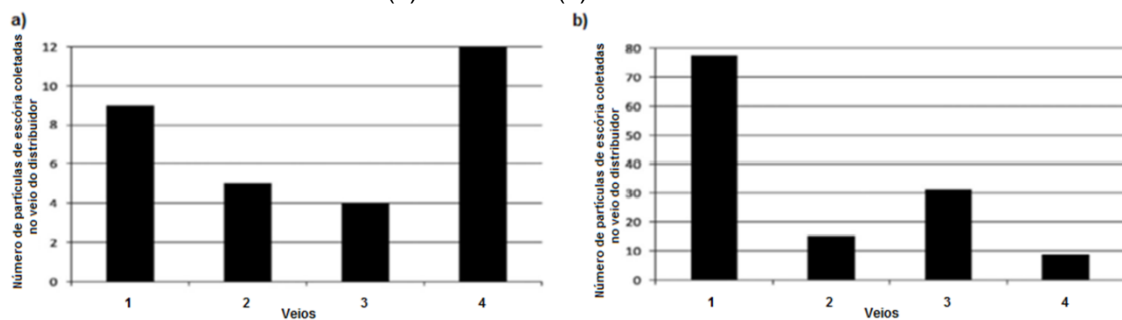 a)
Número de partículas de escória coletadas
no veio do distribuidor
12
10
8
6
4
2
0
1 2 3 4
Veios
b)
Número de partículas de escória coletadas
no veio do distribuidor
80
70
60
50
40
30
20
10
0
1 2 3 4
Veios